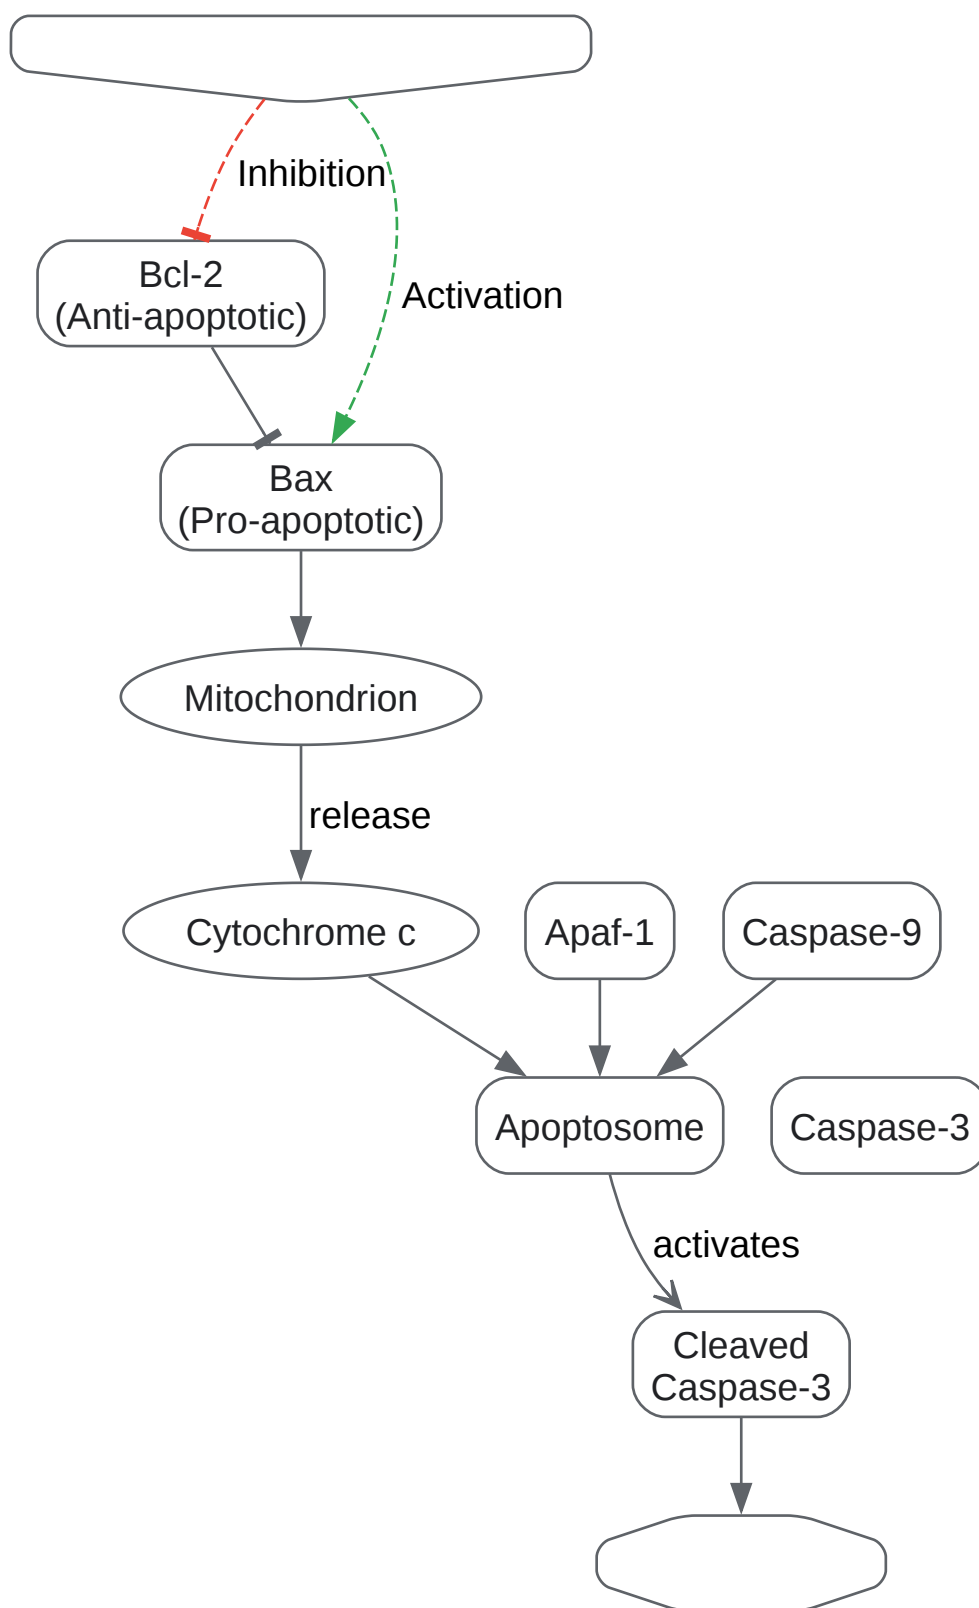 Inhibition
Bcl-2
(Anti-apoptotic)
Activation
Bax
(Pro-apoptotic)
Mitochondrion
release
Cytochrome c
Apaf-1
Caspase-9
Apoptosome
Caspase-3
activates
Cleaved
Caspase-3